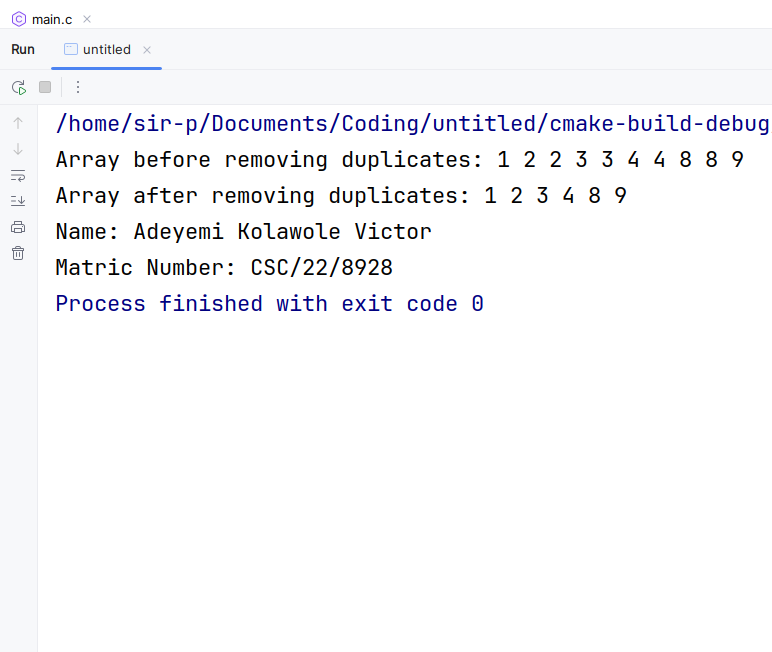 main.c
Run untitled
/home/sir-p/Documents/Coding/untitled/cmake-build-debug
Array before removing duplicates: 1 2 2 3 3 4 4 8 8 9
Array after removing duplicates: 1 2 3 4 8 9
Name: Adeyemi Kolawole Victor
Matric Number: CSC/22/8928
Process finished with exit code 0